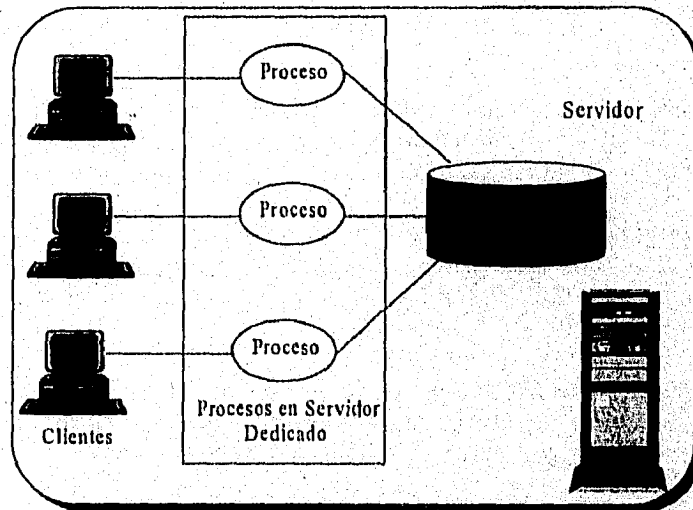 Proceso
Servidor
Proceso
Proceso
Procesos en Servidor
Dedicado
Clientes